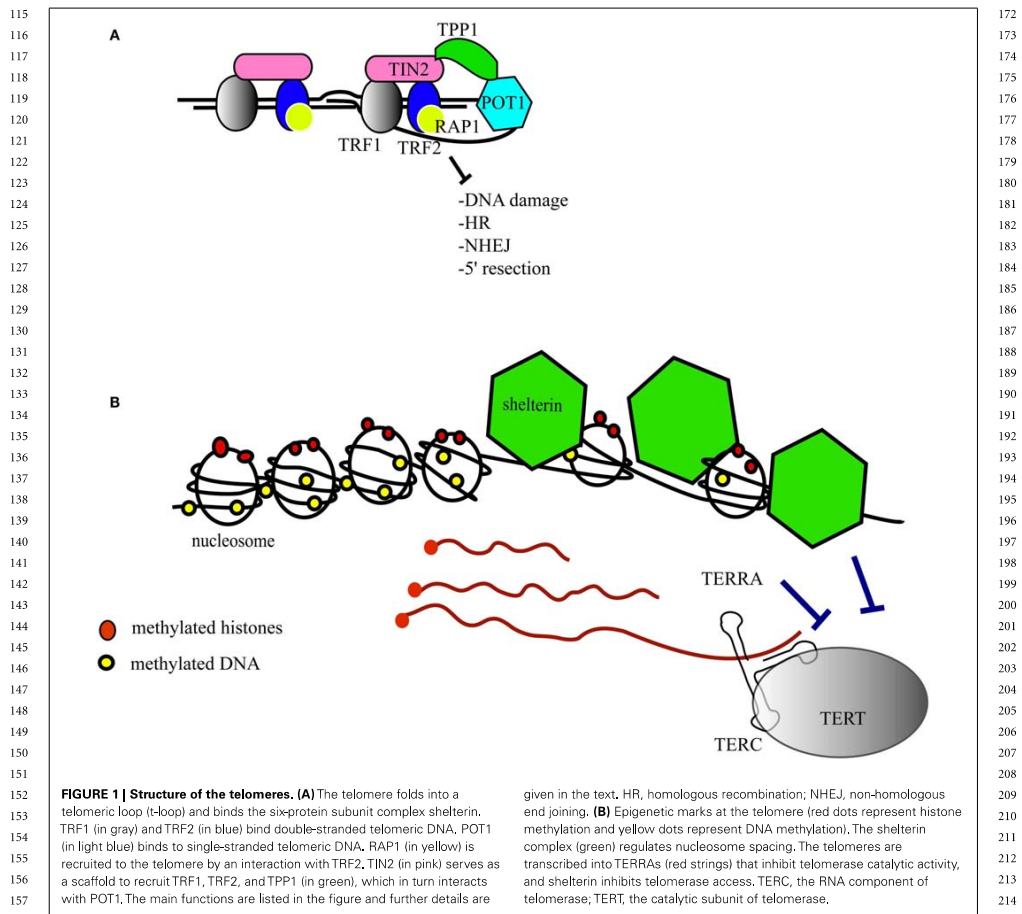 115
116
117
118
119
120
121
122
123
124
125
126
127
128
129
130
131
132
133
134
135
136
137
138
139
140
141
142
143
144
145
146
147
148
149
150
151
152
153
154
155
156
157
A
TPP1
TIN2
POT1
RAP1
TRF1
TRF2
-DNA damage
-HR
-NHEJ
-5' resection
B
shelterin
nucleosome
TERRA
methylated histones
methylated DNA
TERT
TERC
FIGURE 1 | Structure of the telomeres. (A) The telomere folds into a
telomeric loop (t-loop) and binds the six-protein subunit complex shelterin.
TRF1 (in gray) and TRF2 (in blue) bind double-stranded telomeric DNA. POT1
(in light blue) binds to single-stranded telomeric DNA. RAP1 (in yellow) is
recruited to the telomere by an interaction with TRF2. TIN2 (in pink) serves as
a scaffold to recruit TRF1, TRF2, and TPP1 (in green), which in turn interacts
with POT1. The main functions are listed in the figure and further details are
given in the text. HR, homologous recombination; NHEJ, non-homologous
end joining. (B) Epigenetic marks at the telomere (red dots represent histone
methylation and yellow dots represent DNA methylation). The shelterin
complex (green) regulates nucleosome spacing. The telomeres are
transcribed into TERRAs (red strings) that inhibit telomerase catalytic activity,
and shelterin inhibits telomerase access. TERC, the RNA component of
telomerase; TERT, the catalytic subunit of telomerase.
172
173
174
175
176
177
178
179
180
181
182
183
184
185
186
187
188
189
190
191
192
193
194
195
196
197
198
199
200
201
202
203
204
205
206
207
208
209
210
211
212
213
214